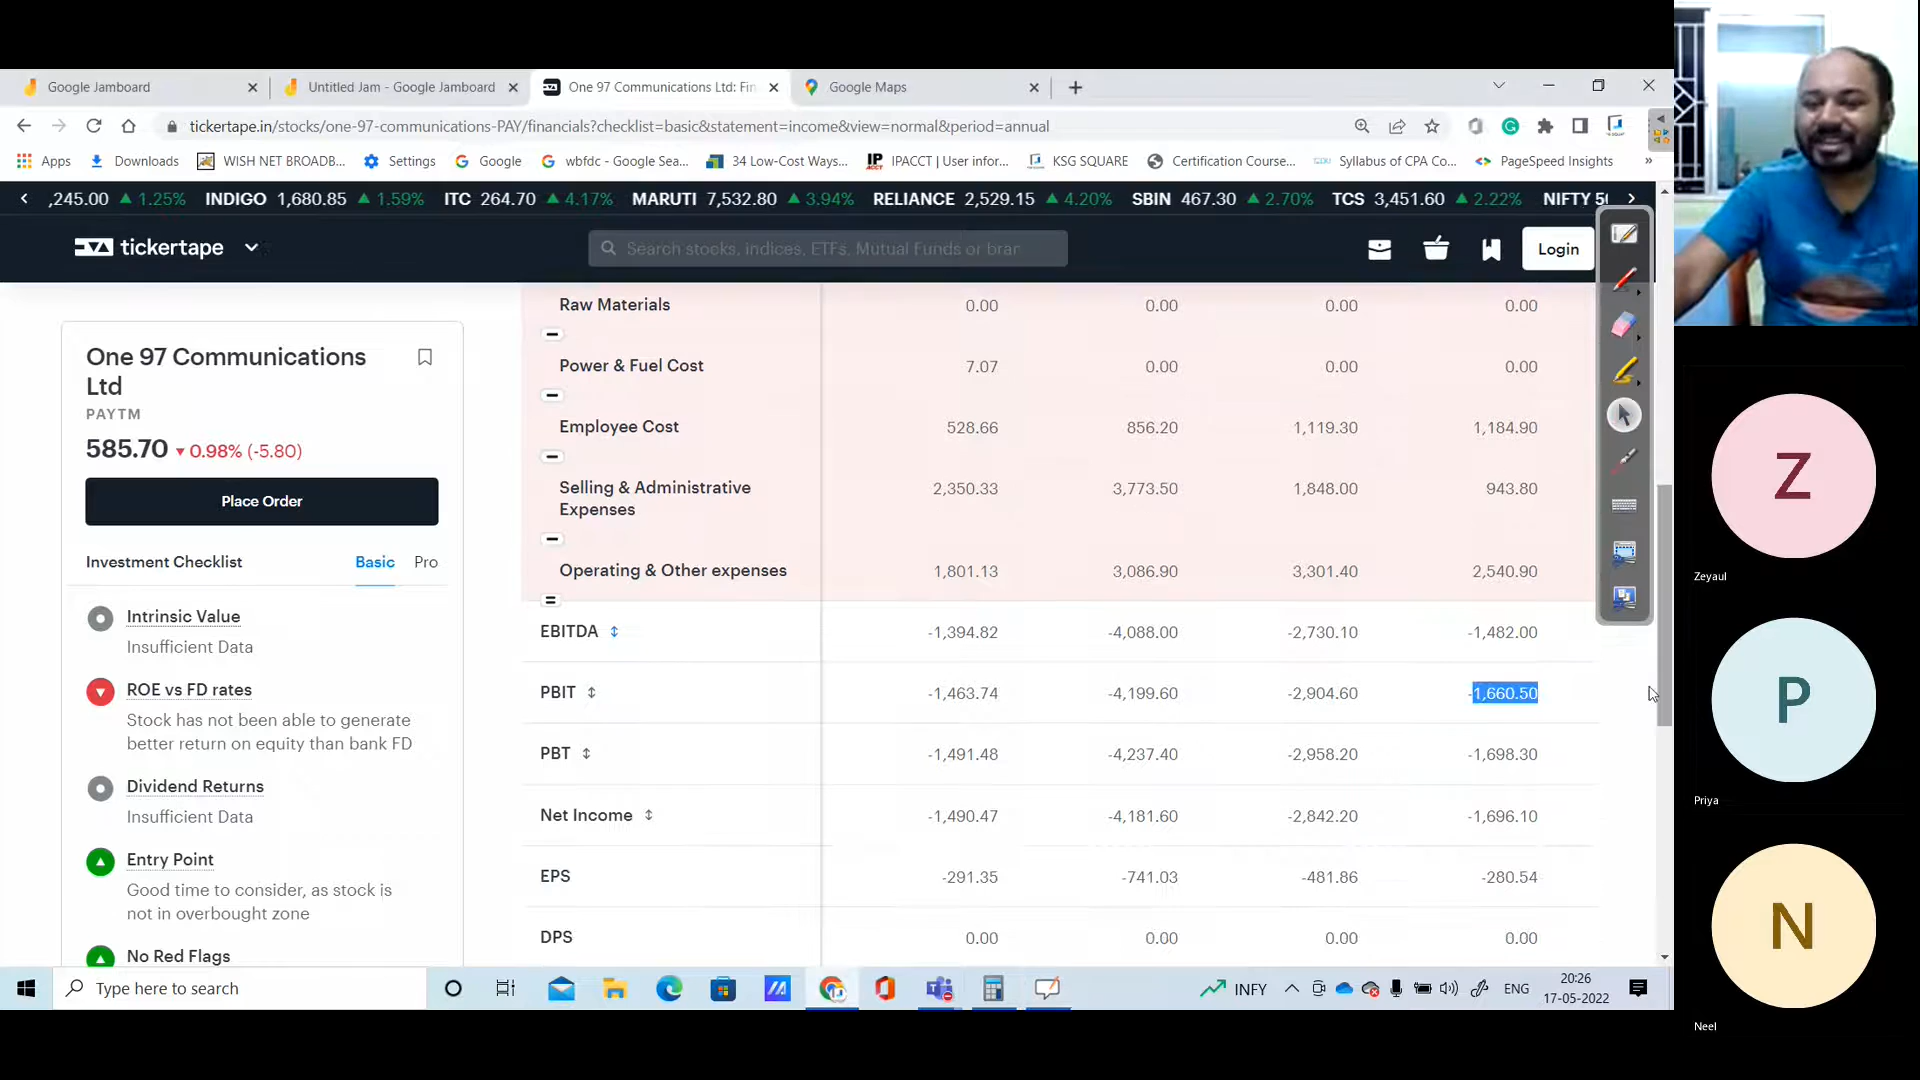 Google Jamboard
Untitled Jam - Google Jamboard
One 97 Communications Ltd: Fin
Google Maps
tickertape.in/stocks/one-97-communications-PAY/financials?checklist=basic&statement=income&view=normal&period=annual
Apps
Downloads
WISH NET BROADB...
Settings
Google
wbfdc - Google Sea...
34 Low-Cost Ways...
IPACCT | User infor...
KSG SQUARE
Certification Course...
Syllabus of CPA Co...
PageSpeed Insights
»
,245.00 ▲ 1.25% INDIGO 1,680.85 ▲ 1.59% ITC 264.70 ▲ 4.17% MARUTI 7,532.80 ▲ 3.94% RELIANCE 2,529.15 ▲ 4.20% SBIN 467.30 ▲ 2.70% TCS 3,451.60 ▲ 2.22% NIFTY 5
tickertape
Search stocks, indices, ETFs, Mutual Funds or brar
Login
One 97 Communications
Ltd
PAYTM
585.70 ▼ 0.98% (-5.80)
Place Order
Investment Checklist Basic Pro
Intrinsic Value
Insufficient Data
ROE vs FD rates
Stock has not been able to generate
better return on equity than bank FD
Dividend Returns
Insufficient Data
Entry Point
Good time to consider, as stock is
not in overbought zone
No Red Flags
Raw Materials 0.00 0.00 0.00 0.00
Power & Fuel Cost 7.07 0.00 0.00 0.00
Employee Cost 528.66 856.20 1,119.30 1,184.90
Selling & Administrative 2,350.33 3,773.50 1,848.00 943.80
Expenses
Operating & Other expenses 1,801.13 3,086.90 3,301.40 2,540.90
EBITDA -1,394.82 -4,088.00 -2,730.10 -1,482.00
PBIT -1,463.74 -4,199.60 -2,904.60 -1,660.50
PBT -1,491.48 -4,237.40 -2,958.20 -1,698.30
Net Income -1,490.47 -4,181.60 -2,842.20 -1,696.10
EPS -291.35 -741.03 -481.86 -280.54
DPS 0.00 0.00 0.00 0.00
Type here to search
INFY
ENG
20:26
17-05-2022
Z
Zeyaul
P
Priya
N
Neel